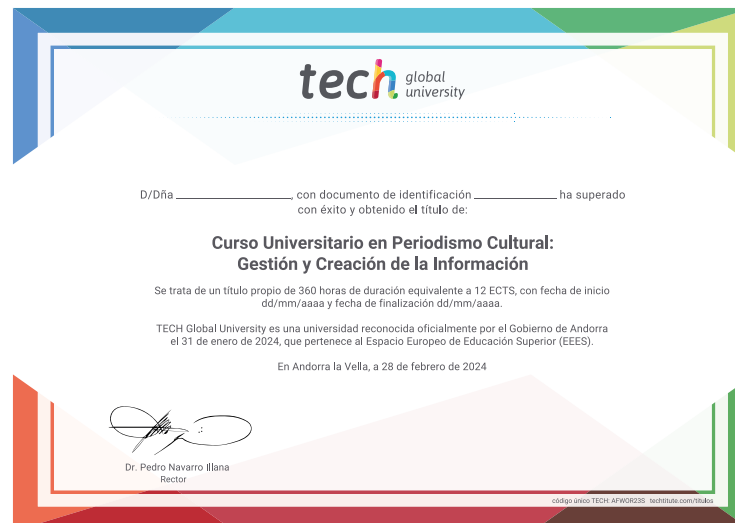 tech global university
D/Dña ______________________, con documento de identificación ________________ ha superado
con éxito y obtenido el título de:
Curso Universitario en Periodismo Cultural:
Gestión y Creación de la Información
Se trata de un título propio de 360 horas de duración equivalente a 12 ECTS, con fecha de inicio
dd/mm/aaaa y fecha de finalización dd/mm/aaaa.
TECH Global University es una universidad reconocida oficialmente por el Gobierno de Andorra
el 31 de enero de 2024, que pertenece al Espacio Europeo de Educación Superior (EEES).
En Andorra la Vella, a 28 de febrero de 2024
Dr. Pedro Navarro Illana
Rector
código único TECH: AFWOR23S techtitute.com/titulos